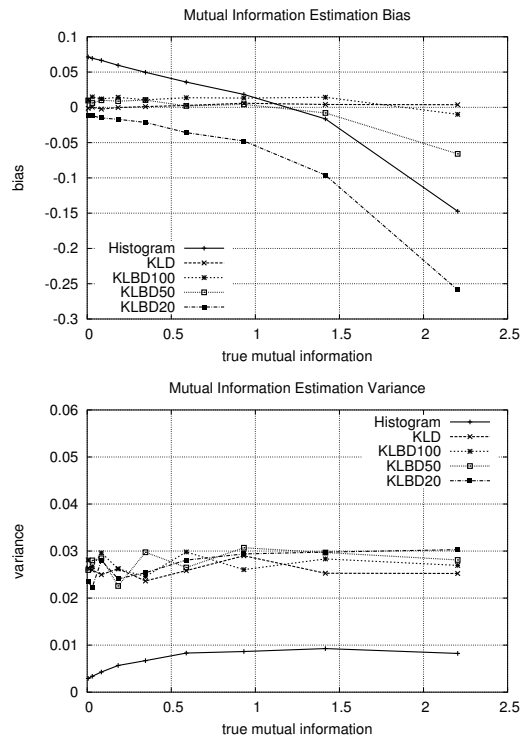 Mutual Information Estimation Bias
0.1
0.05
0
-0.05
-0.1
-0.15
-0.2
-0.25
-0.3
bias
Histogram
KLD
KLBD100
KLBD50
KLBD20
0 0.5 1 1.5 2 2.5
true mutual information
Mutual Information Estimation Variance
0.06
0.05
0.04
0.03
0.02
0.01
0
variance
Histogram
KLD
KLBD100
KLBD50
KLBD20
0 0.5 1 1.5 2 2.5
true mutual information